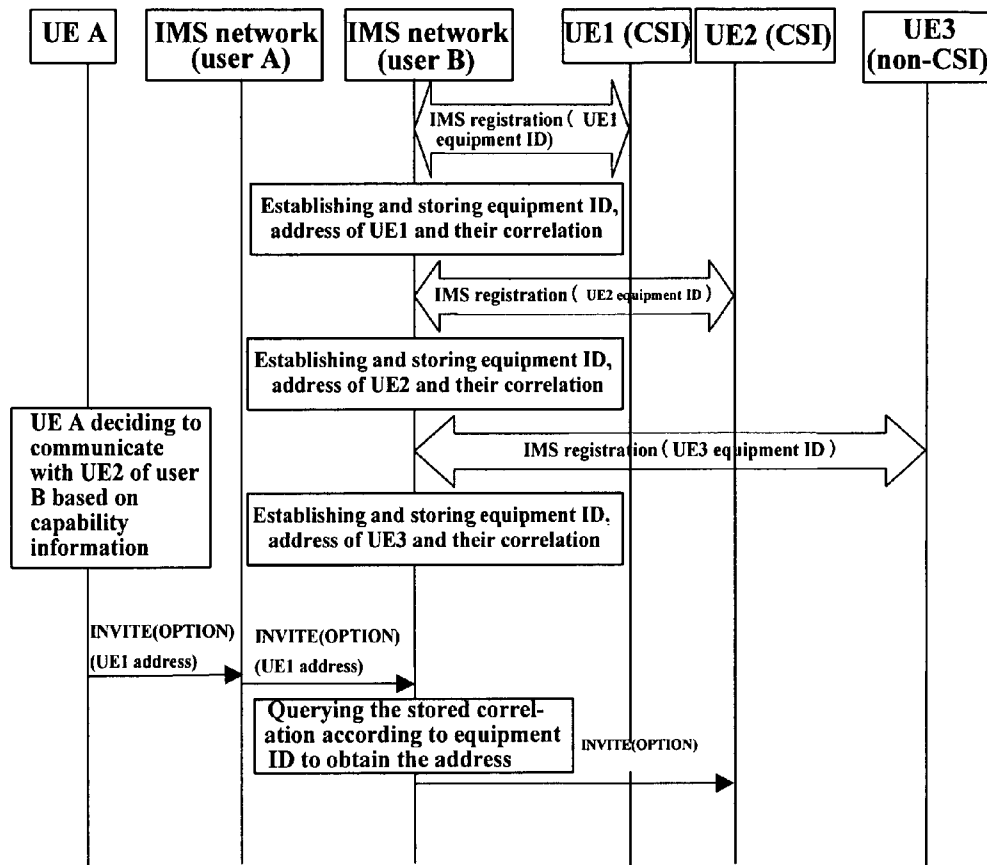 UE A
IMS network
(user A)
IMS network
(user B)
UE1 (CSI)
UE2 (CSI)
UE3
(non-CSI)
IMS registration ( UE1
equipment ID)
Establishing and storing equipment ID,
address of UE1 and their correlation
IMS registration ( UE2 equipment ID )
Establishing and storing equipment ID,
address of UE2 and their correlation
UE A deciding to
communicate
with UE2 of user
B based on
capability
information
IMS registration ( UE3 equipment ID )
Establishing and storing equipment ID,
address of UE3 and their correlation
INVITE(OPTION)
(UE1 address)
INVITE(OPTION)
(UE1 address)
Querying the stored correl-
ation according to equipment
ID to obtain the address
INVITE(OPTION)